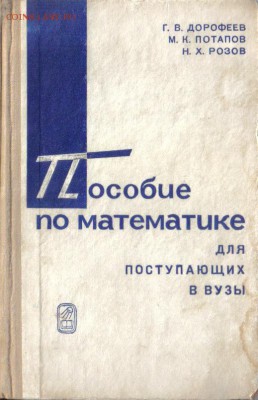 Г. В. ДОРОФЕЕВ
М. К. ПОТАПОВ
Н. Х. РОЗОВ
Пособие
по математике
ДЛЯ
ПОСТУПАЮЩИХ
В ВУЗЫ